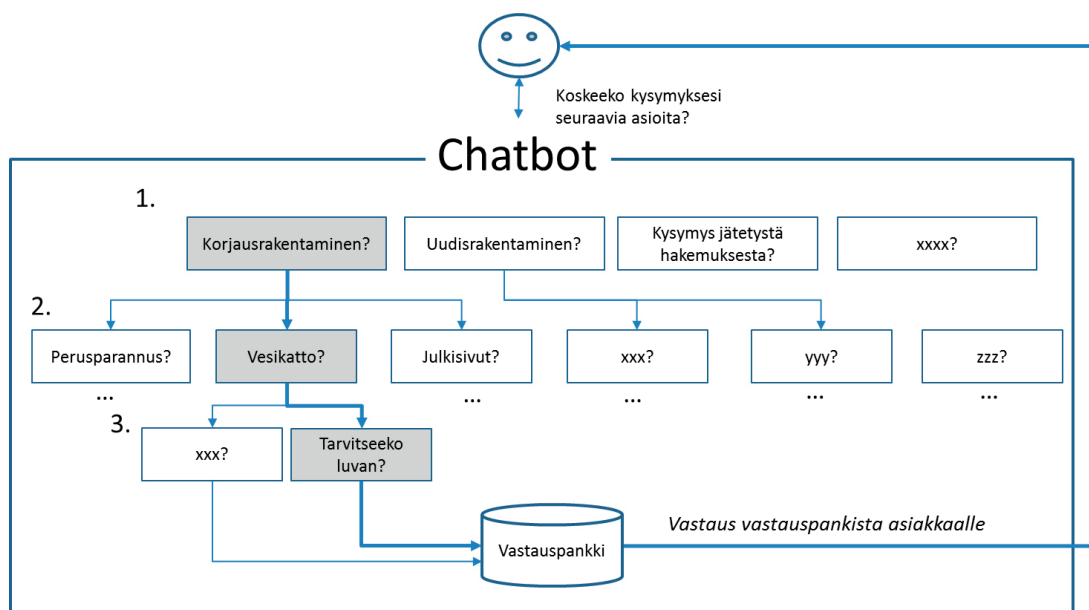 Koskeeko kysymyksesi
seuraavia asioita?
Chatbot
1.
Korjausrakentaminen?
Uudisrakentaminen?
Kysymys jätetystä
hakemuksesta?
xxxx?
2.
Perusparannus?
Vesikatto?
Julkisivut?
xxx?
yyy?
zzz?
...
...
...
...
...
3.
xxx?
Tarvitseeko
luvan?
Vastauspankki
Vastaus vastauspankista asiakkaalle